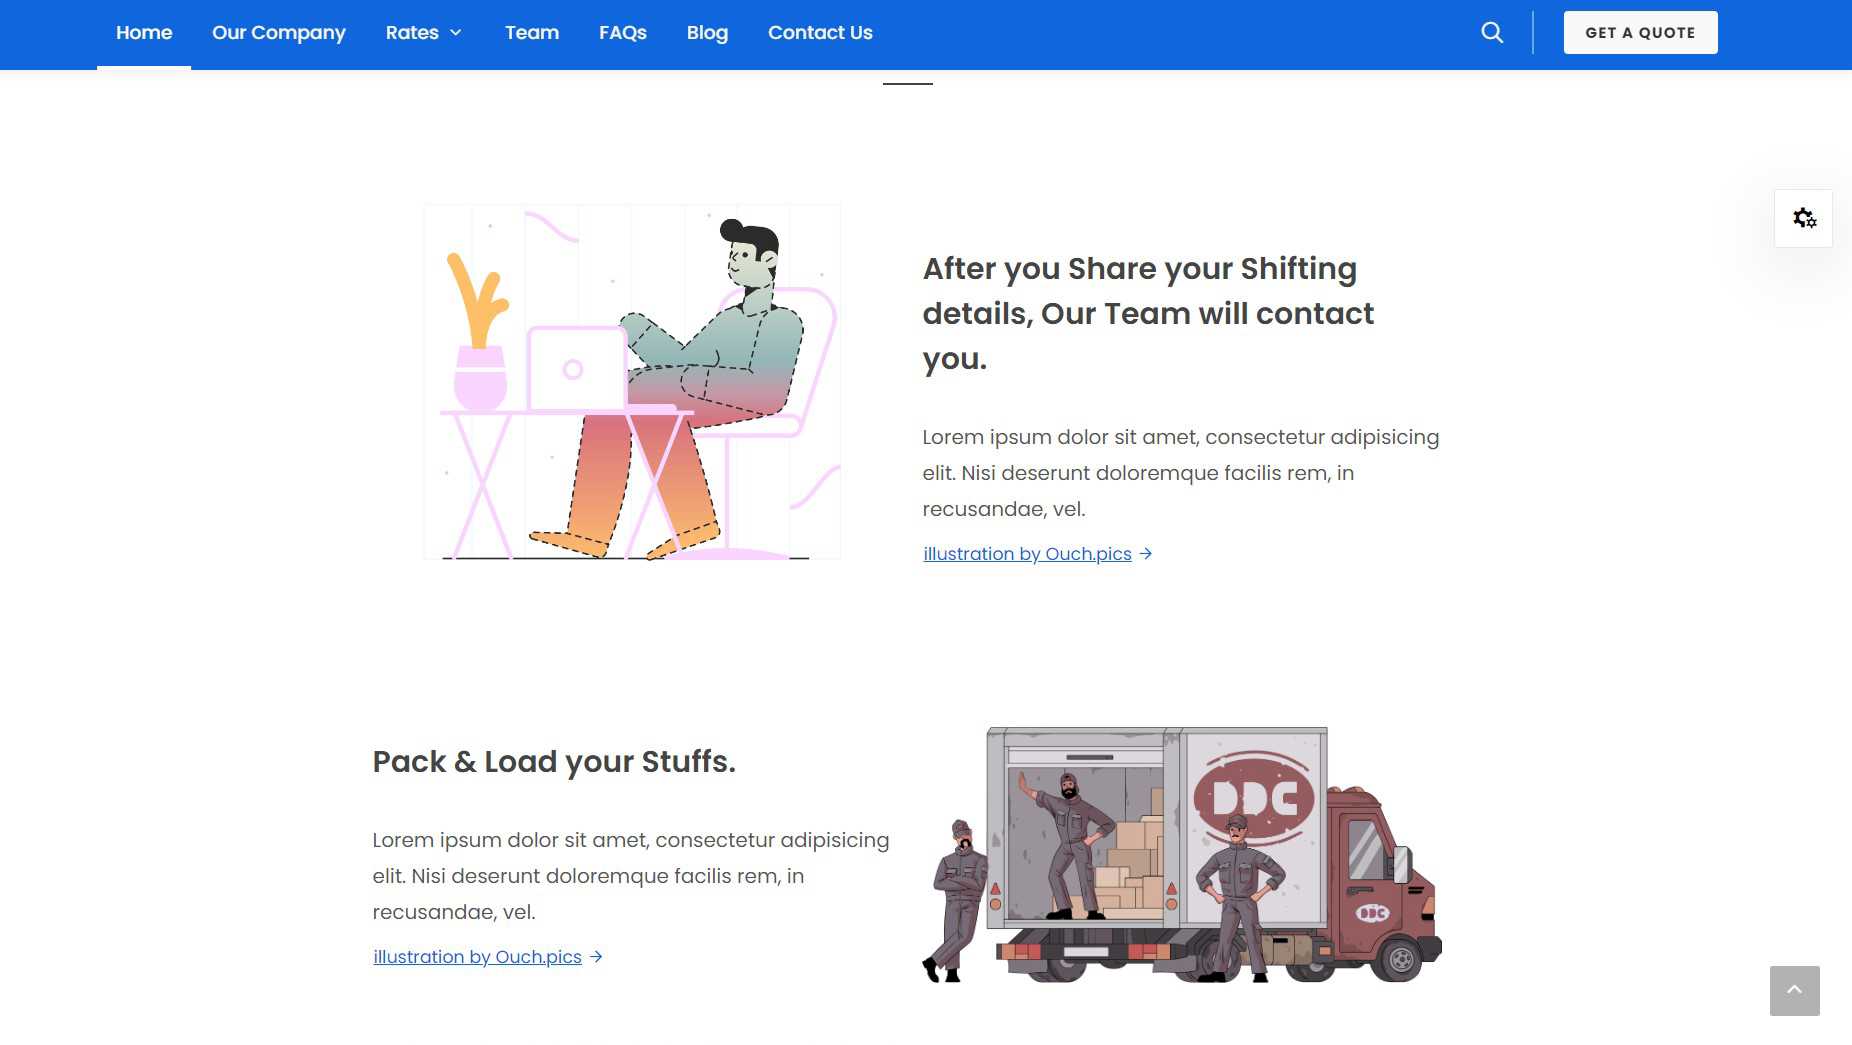 Home Our Company Rates Team FAQs Blog Contact Us GET A QUOTE
After you Share your Shifting
details, Our Team will contact
you.
Lorem ipsum dolor sit amet, consectetur adipisicing
elit. Nisi deserunt doloremque facilis rem, in
recusandae, vel.
illustration by Ouch.pics →
Pack & Load your Stuffs.
Lorem ipsum dolor sit amet, consectetur adipisicing
elit. Nisi deserunt doloremque facilis rem, in
recusandae, vel.
illustration by Ouch.pics →
DDC
DDC